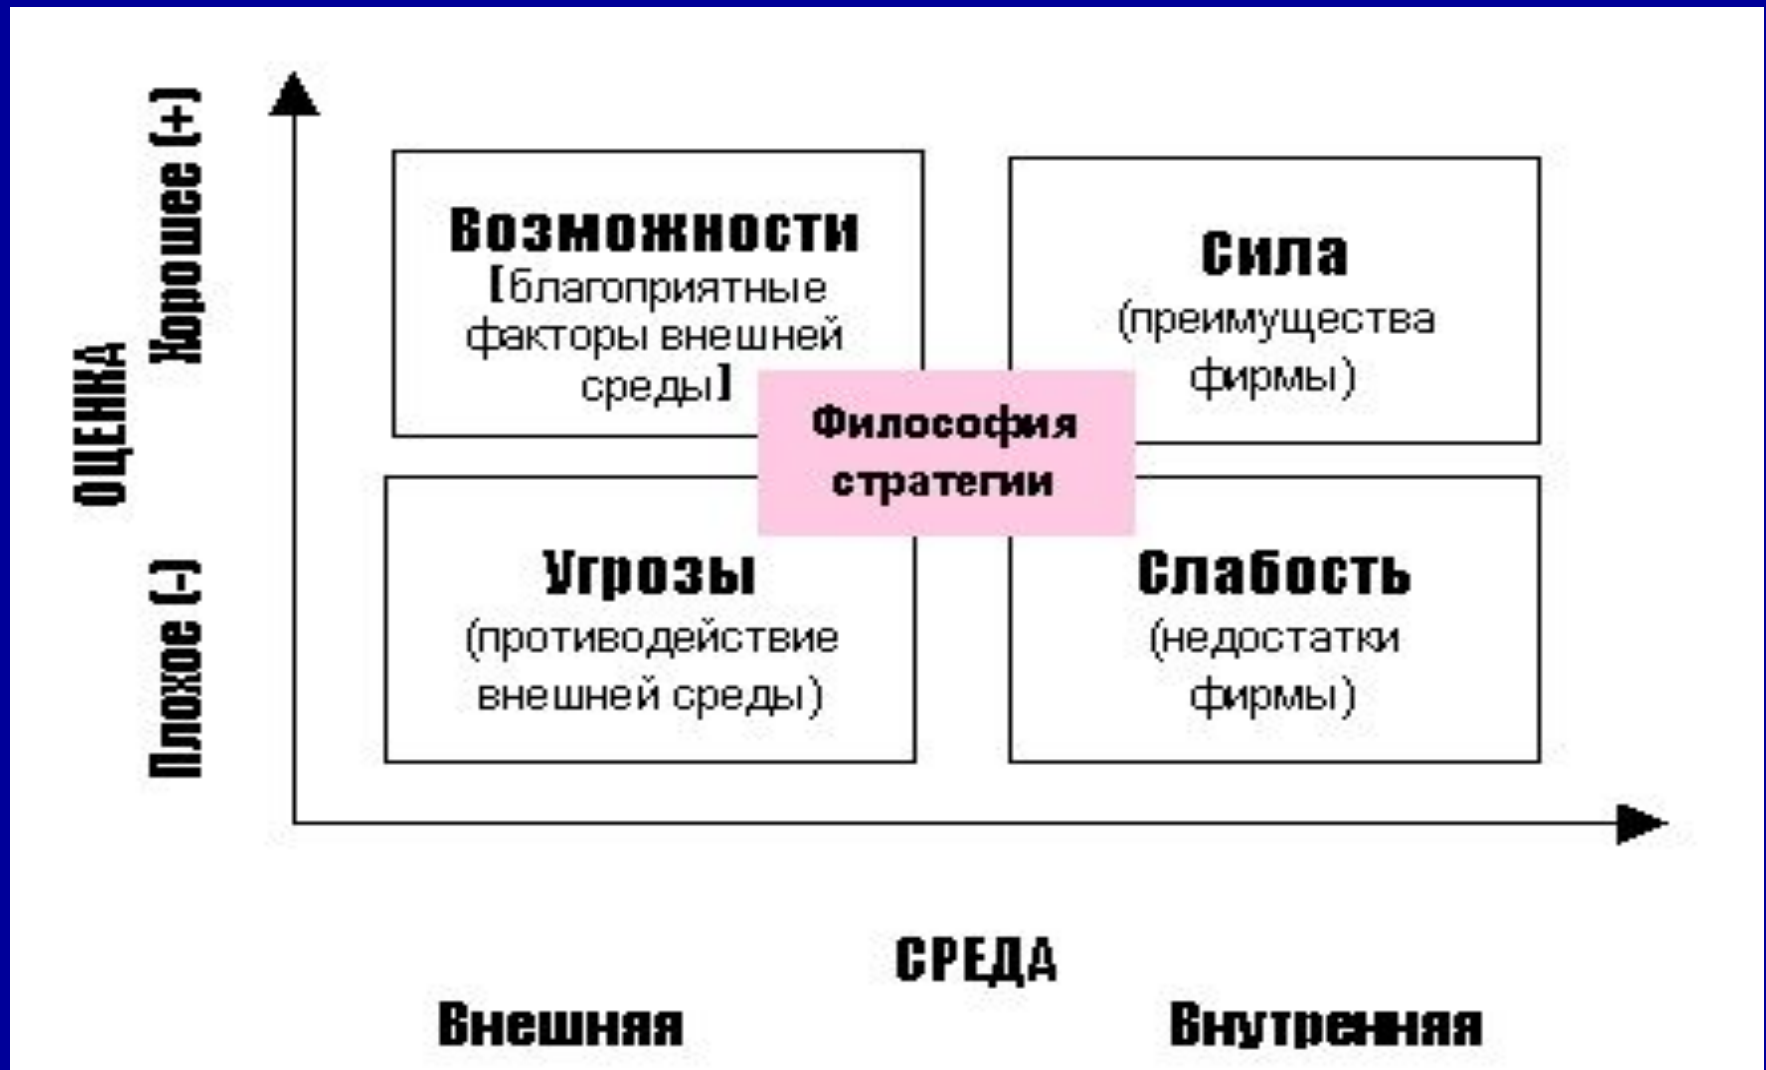 ОЦЕНКА
Хорошее (+)
Плохое (-)
Возможности
[благоприятные
факторы внешней
среды]
Сила
(преимущества
фирмы)
Философия
стратегии
Угрозы
(противодействие
внешней среды)
Слабость
(недостатки
фирмы)
СРЕДА
Внешняя
Внутренняя